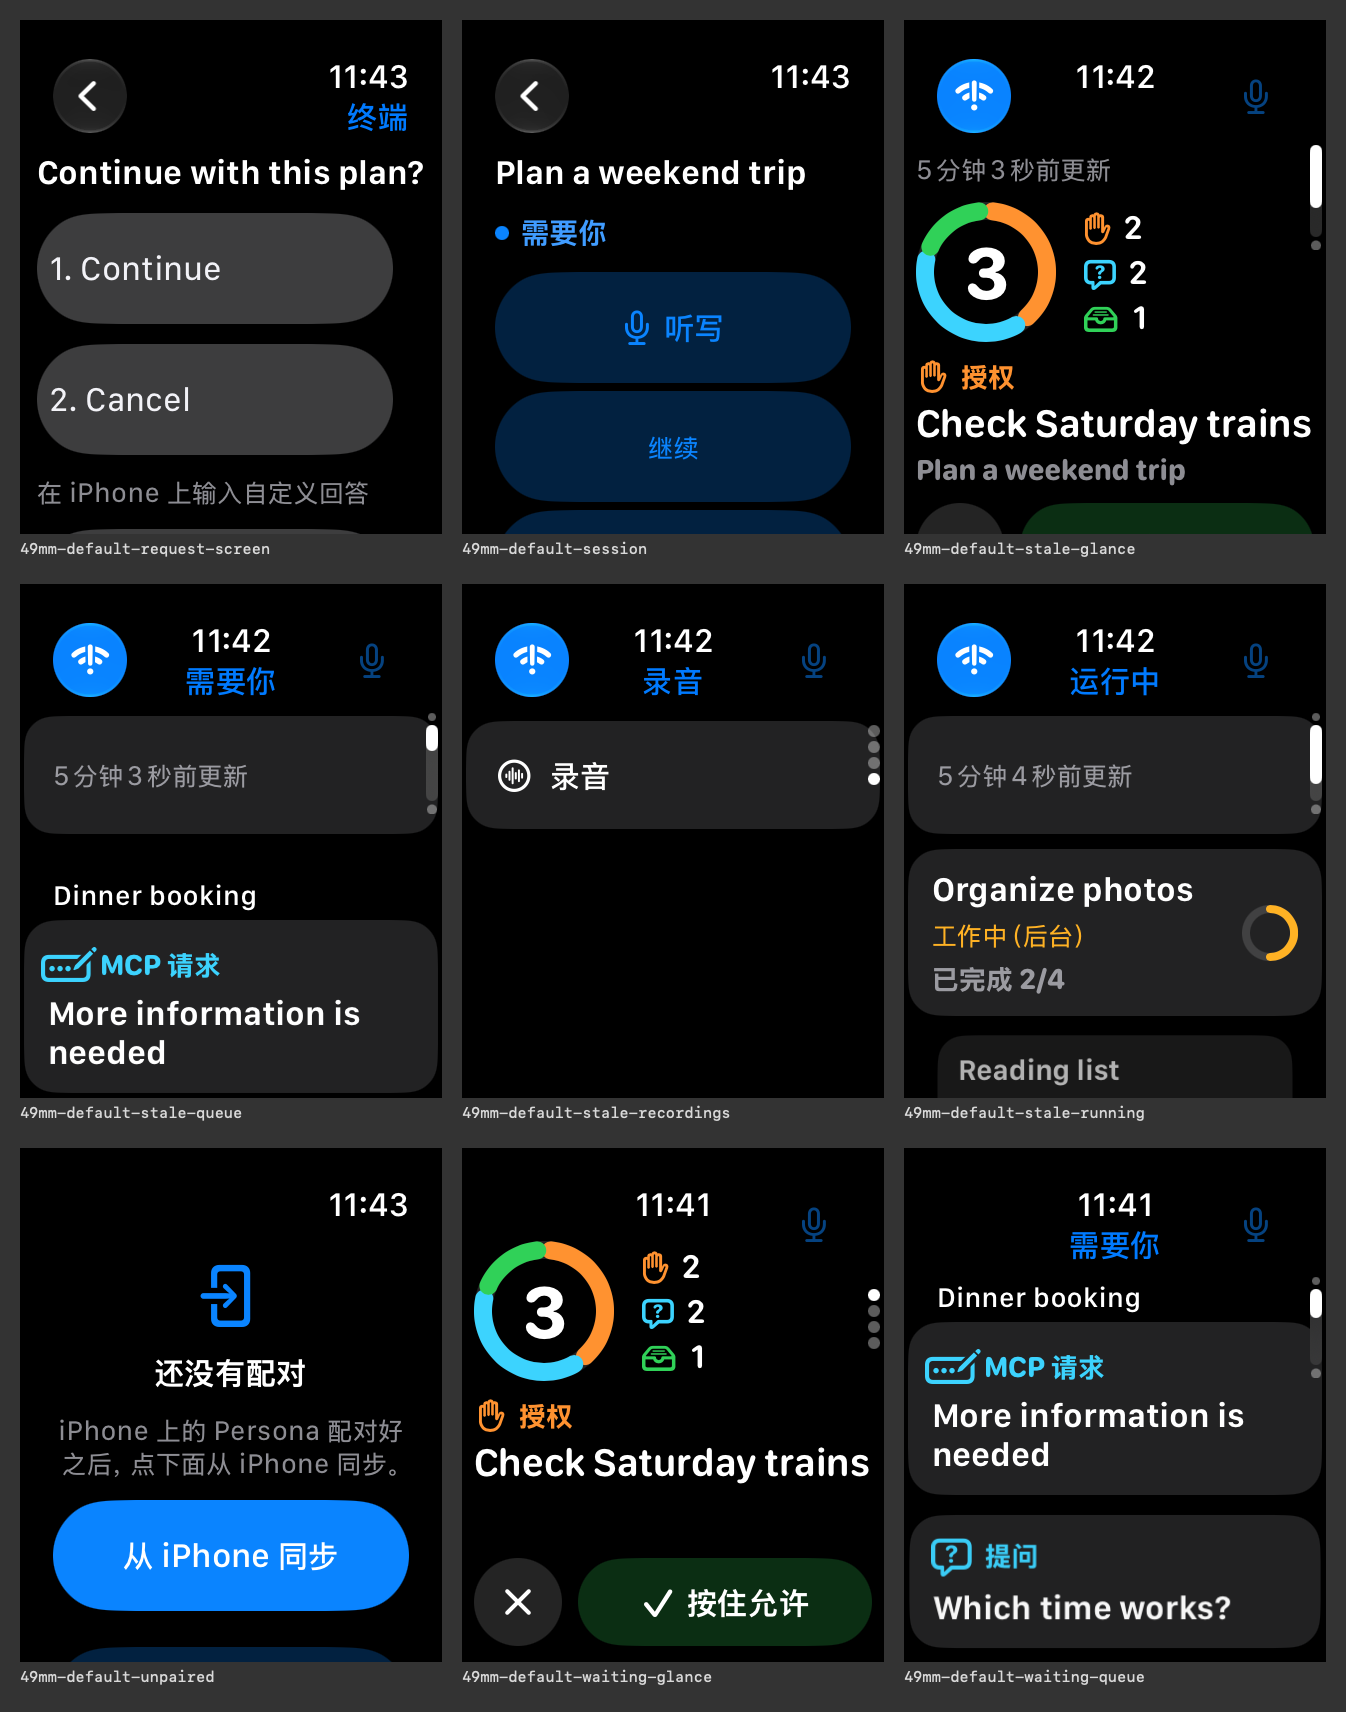 11:43
终端
Continue with this plan?
1. Continue
2. Cancel
在 iPhone 上输入自定义回答
49mm-default-request-screen
11:43
Plan a weekend trip
需要你
听写
继续
49mm-default-session
11:42
5分钟3秒前更新
3
2
2
1
授权
Check Saturday trains
Plan a weekend trip
49mm-default-stale-glance
11:42
需要你
5分钟3秒前更新
Dinner booking
MCP 请求
More information is
needed
49mm-default-stale-queue
11:42
录音
录音
49mm-default-stale-recordings
11:42
运行中
5分钟4秒前更新
Organize photos
工作中（后台）
已完成 2/4
Reading list
49mm-default-stale-running
11:43
还没有配对
iPhone 上的 Persona 配对好
之后，点下面从 iPhone 同步。
从 iPhone 同步
49mm-default-unpaired
11:41
3
2
2
1
授权
Check Saturday trains
按住允许
49mm-default-waiting-glance
11:41
需要你
Dinner booking
MCP 请求
More information is
needed
提问
Which time works?
49mm-default-waiting-queue